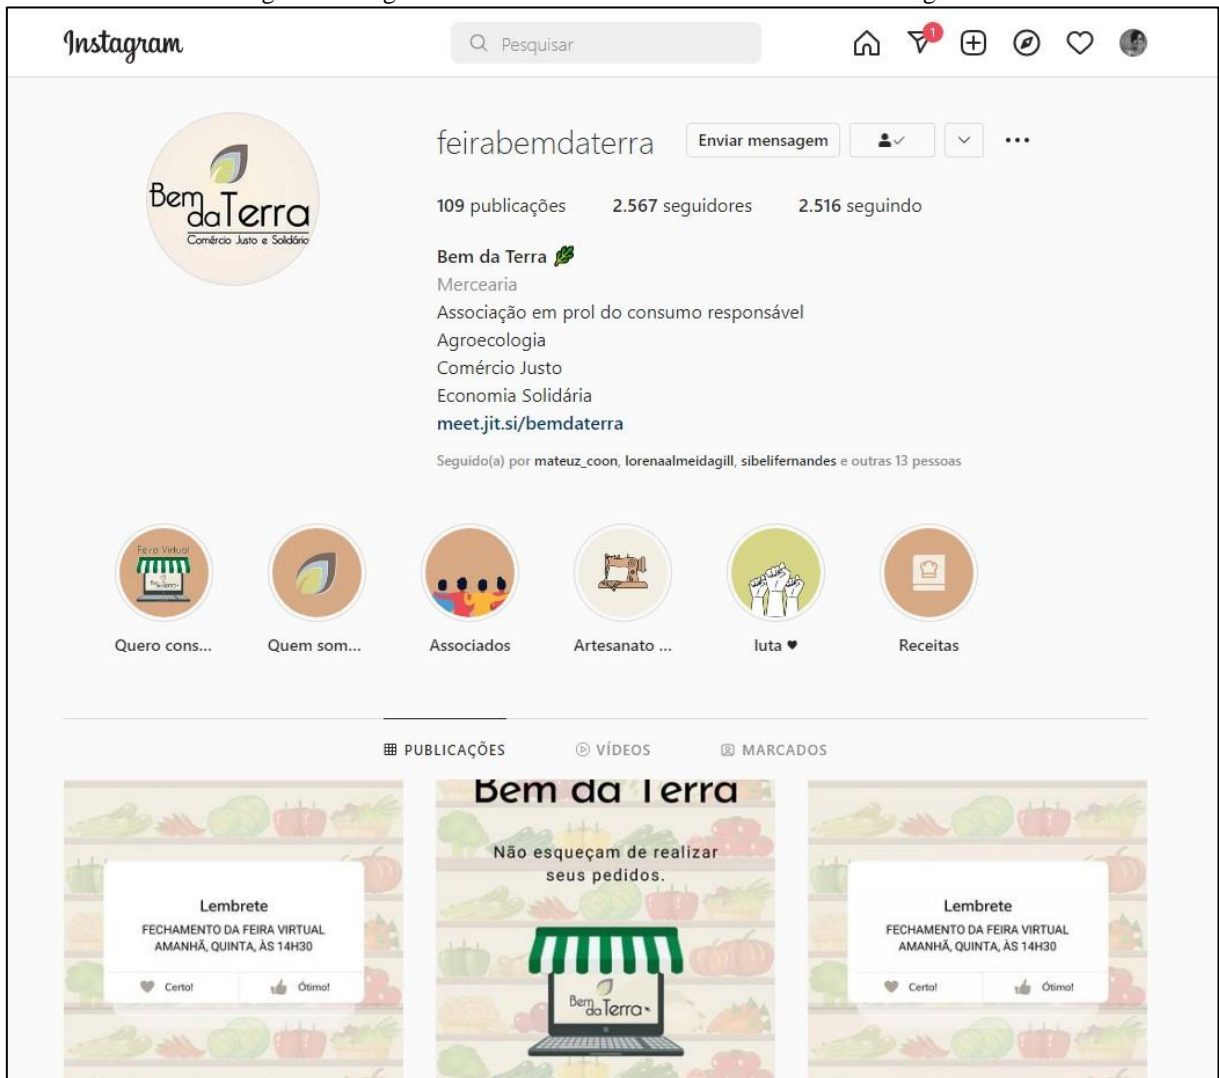 Instagram
Pesquisar
1
feirabemdaterra
Enviar mensagem
Bem
da Terra
Comércio Justo e Solidário
109 publicações 2.567 seguidores 2.516 seguindo
Bem da Terra
Mercearia
Associação em prol do consumo responsável
Agroecologia
Comércio Justo
Economia Solidária
meet.jit.si/bemdaterra
Seguido(a) por mateuz_coon, lorenaalmeidagill, sibelifernandes e outras 13 pessoas
Feira Virtual
Quero cons...
Quem som...
Associados
Artesanato ...
luta ♥
Receitas
PUBLICAÇÕES VÍDEOS MARCADOS
Lembrete
FECHAMENTO DA FEIRA VIRTUAL
AMANHÃ, QUINTA, ÀS 14H30
Certo! Ótimo!
Bem da Terra
Não esqueçam de realizar
seus pedidos.
Bem
da Terra
Lembrete
FECHAMENTO DA FEIRA VIRTUAL
AMANHÃ, QUINTA, ÀS 14H30
Certo! Ótimo!